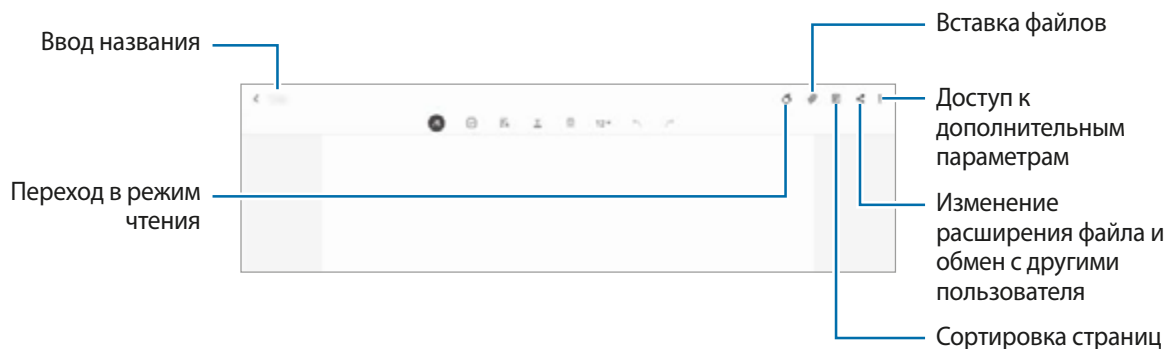 Ввод названия
Переход в режим
чтения
Вставка файлов
Доступ к
дополнительным
параметрам
Изменение
расширения файла и
обмен с другими
пользователя
Сортировка страниц